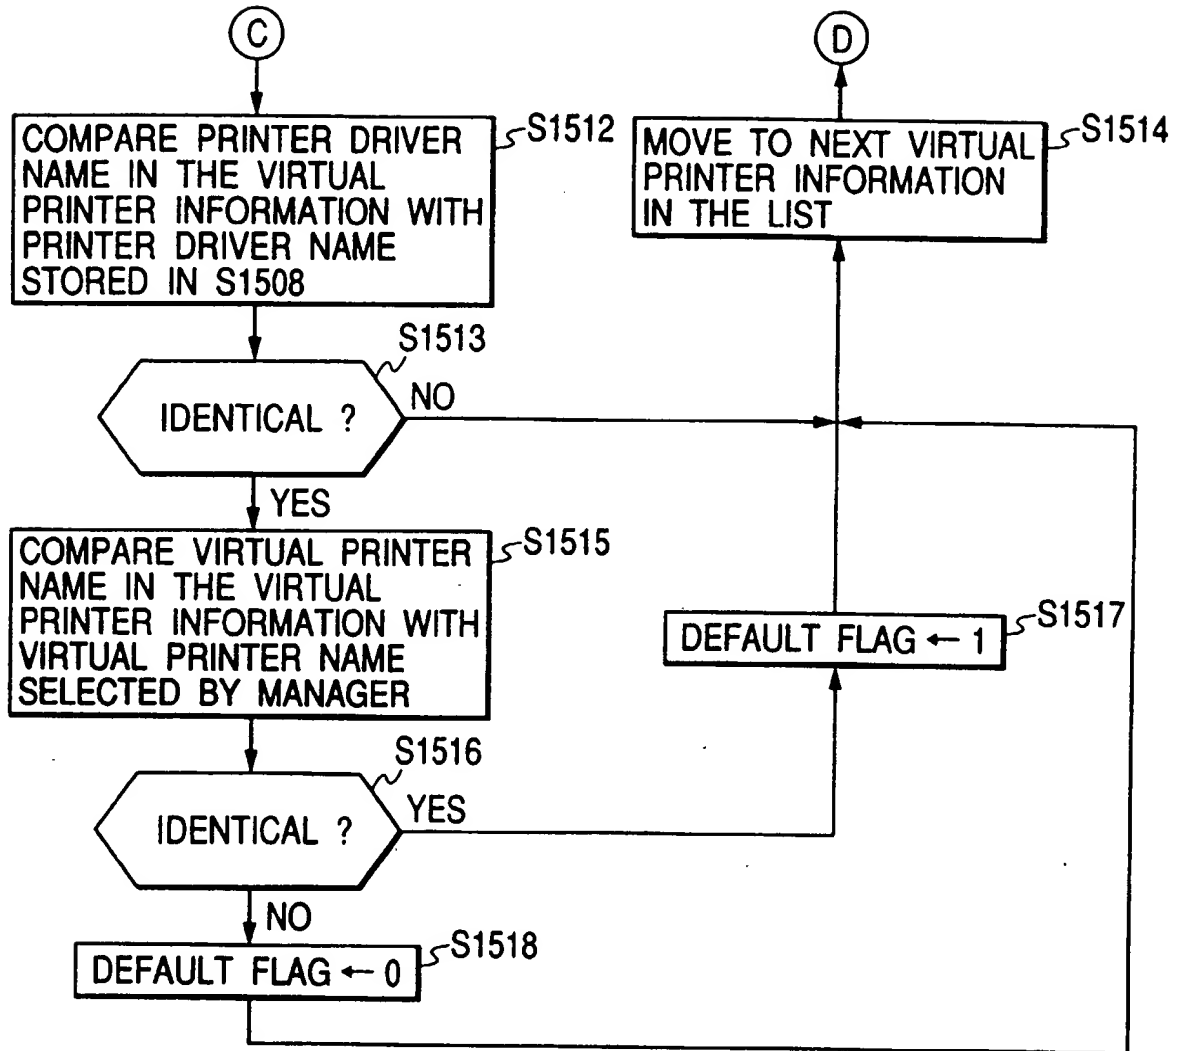 C
D
COMPARE PRINTER DRIVER
NAME IN THE VIRTUAL
PRINTER INFORMATION WITH
PRINTER DRIVER NAME
STORED IN S1508
S1512
MOVE TO NEXT VIRTUAL
PRINTER INFORMATION
IN THE LIST
S1514
S1513
IDENTICAL ?
NO
YES
COMPARE VIRTUAL PRINTER
NAME IN THE VIRTUAL
PRINTER INFORMATION WITH
VIRTUAL PRINTER NAME
SELECTED BY MANAGER
S1515
DEFAULT FLAG ← 1
S1517
S1516
IDENTICAL ?
YES
NO
DEFAULT FLAG ← 0
S1518